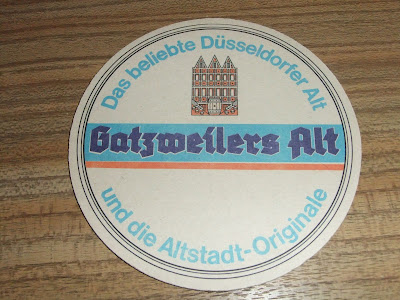 Das beliebte Düsseldorfer Alt
Gatzweilers Alt
und die Altstadt-Originale